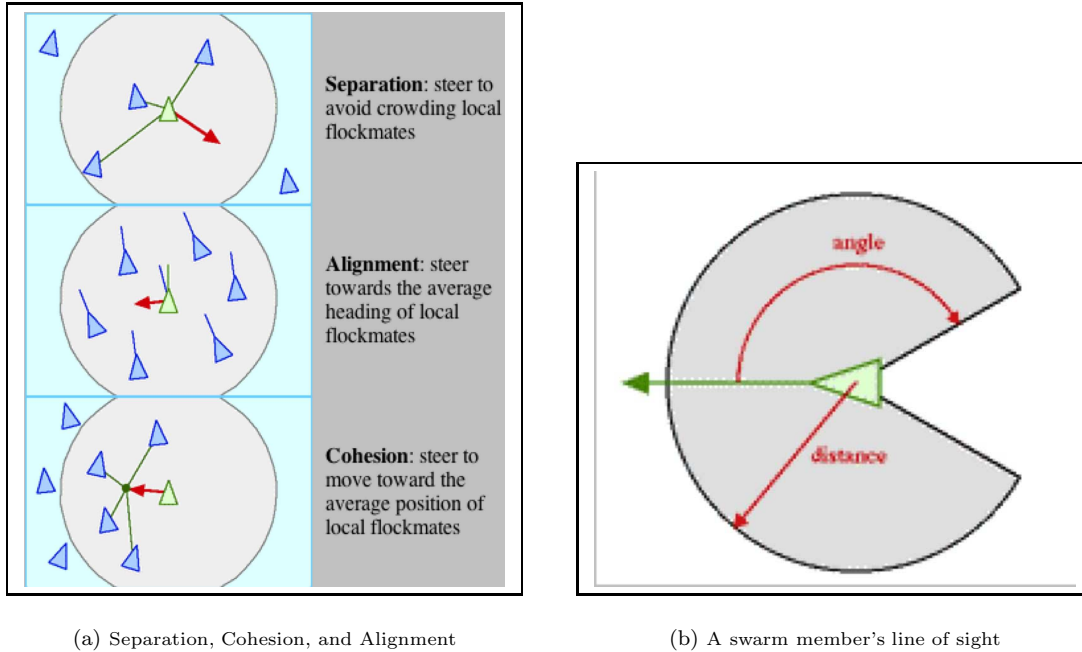 Separation: steer to
avoid crowding local
flockmates
Alignment: steer
towards the average
heading of local
flockmates
Cohesion: steer to
move toward the
average position of
local flockmates
angle
distance
(a) Separation, Cohesion, and Alignment
(b) A swarm member's line of sight